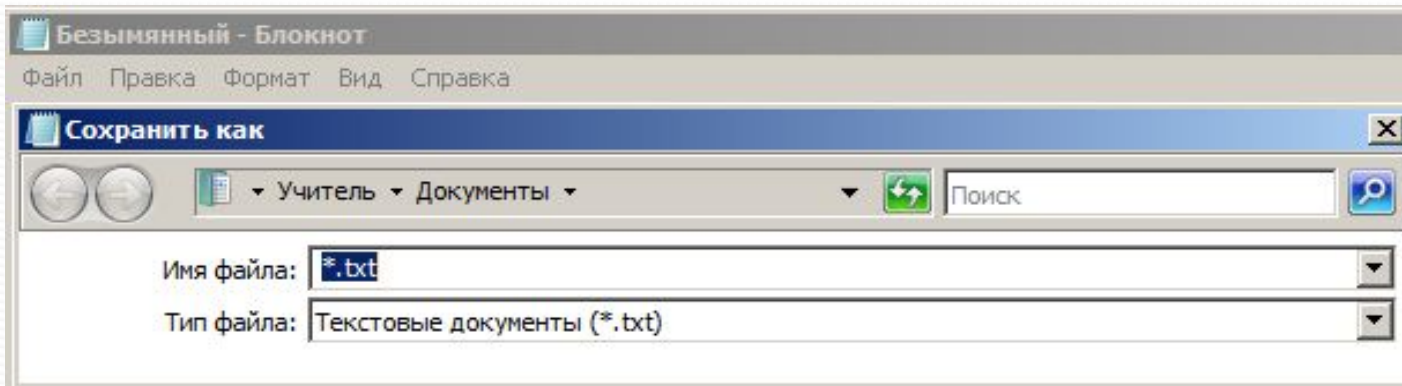 Безымянный - Блокнот
Файл Правка Формат Вид Справка
Сохранить как
Учитель Документы Поиск
Имя файла: *.txt
Тип файла: Текстовые документы (*.txt)